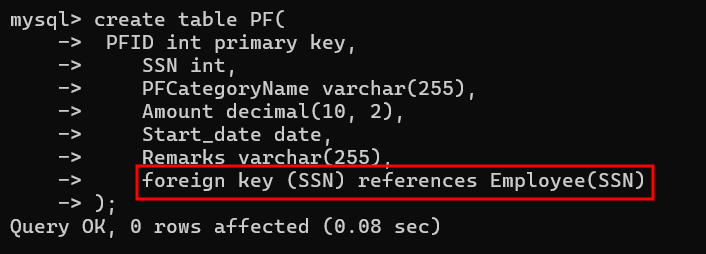 mysql> create table PF(
    ->  PFID int primary key,
    ->     SSN int,
    ->     PFCategoryName varchar(255),
    ->     Amount decimal(10, 2),
    ->     Start_date date,
    ->     Remarks varchar(255),
    ->     foreign key (SSN) references Employee(SSN)
    -> );
Query OK, 0 rows affected (0.08 sec)